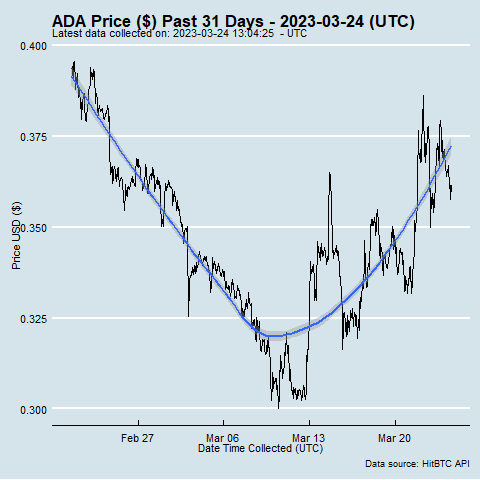 ADA Price ($) Past 31 Days - 2023-03-24 (UTC)
Latest data collected on: 2023-03-24 13:04:25  - UTC
0.400
0.375
0.350
0.325
0.300
Price USD ($)
Feb 27
Mar 06
Mar 13
Mar 20
Date Time Collected (UTC)
Data source: HitBTC API